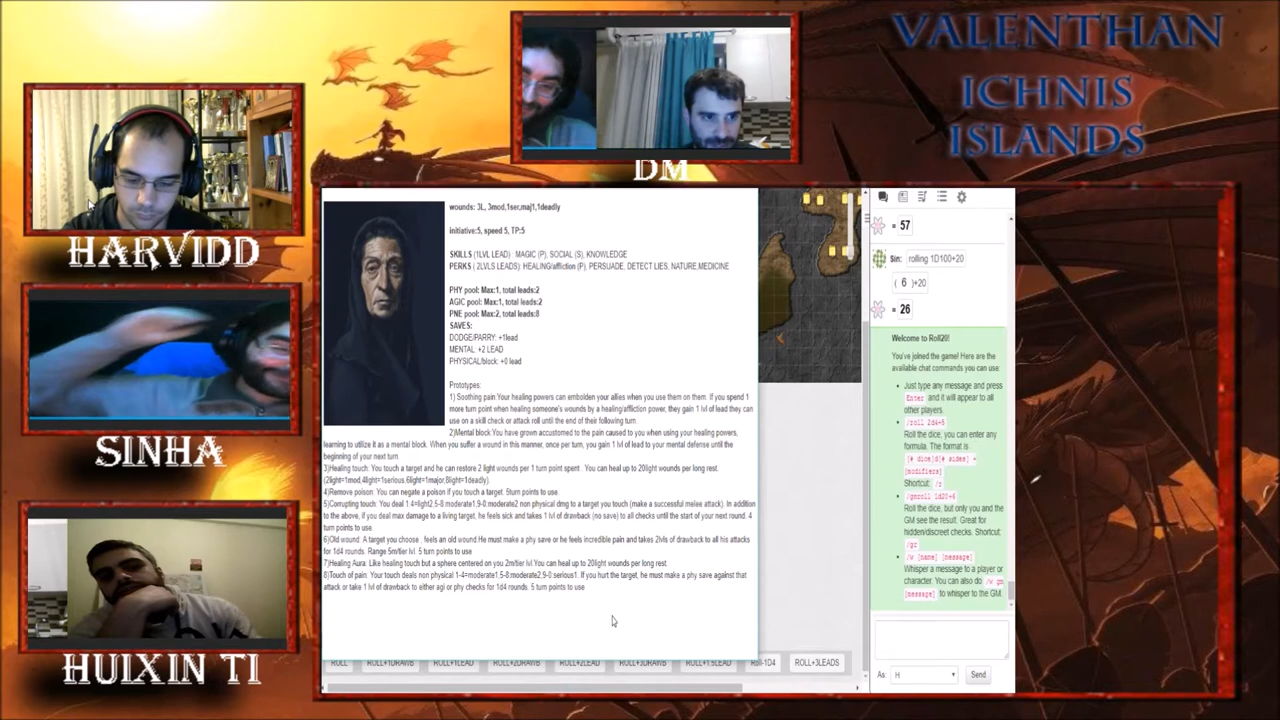 VALENTHAN
ICHNIS
ISLANDS
DM
HARVIDD
SINHA
HUIXIN TI
wounds: 3L, 3mod,1ser,maj1,1deadly
initiative:5, speed 5, TP:5
SKILLS (1LVL LEAD) : MAGIC (P), SOCIAL (S), KNOWLEDGE
PERKS ( 2LVLS LEADS): HEALING/affliction (P), PERSUADE, DETECT LIES, NATURE,MEDICINE
PHY pool: Max:1, total leads:2
AGIC pool: Max:1, total leads:2
PNE pool: Max:2, total leads:8
SAVES:
DODGE/PARRY: +1lead
MENTAL: +2 LEAD
PHYSICAL/block: +0 lead
Prototypes:
1) Soothing pain:Your healing powers can embolden your allies when you use them on them. If you spend 1
more turn point when healing someone's wounds by a healing/affliction power, they gain 1 lvl of lead they can
use on a skill check or attack roll until the end of their following turn.
2)Mental block:You have grown accustomed to the pain caused to you when using your healing powers,
learning to utilize it as a mental block. When you suffer a wound in this manner, once per turn, you gain 1 lvl of lead to your mental defense until the
beginning of your next turn.
3)Healing touch: You touch a target and he can restore 2 light wounds per 1 turn point spent . You can heal up to 20light wounds per long rest.
(2light=1mod,4light=1serious,6light=1major,8light=1deadly).
4)Remove poison: You can negate a poison if you touch a target. 5turn points to use.
5)Corrupting touch: You deal 1:4=light2,5-8:moderate1,9-0:moderate2 non physical dmg to a target you touch (make a successful melee attack). In addition
to the above, if you deal max damage to a living target, he feels sick and takes 1 lvl of drawback (no save) to all checks until the start of your next round. 4
turn points to use.
6)Old wound: A target you choose , feels an old wound.He must make a phy save or he feels incredible pain and takes 2lvls of drawback to all his attacks
for 1d4 rounds. Range 5m/tier lvl. 5 turn points to use
7)Healing Aura: Like healing touch but a sphere centered on you 2m/tier lvl.You can heal up to 20light wounds per long rest.
8)Touch of pain: Your touch deals non physical 1-4=moderate1,5-8:moderate2,9-0:serious1. If you hurt the target, he must make a phy save against that
attack or take 1 lvl of drawback to either agi or phy checks for 1d4 rounds. 5 turn points to use
ROLL ROLL+1DRAWB ROLL+1LEAD ROLL+2DRAWB ROLL+2LEAD ROLL+3DRAWB ROLL+1.5LEAD Roll-1D4 ROLL+3LEADS
= 57
Sin: rolling 1D100+20
( 6 )+20
= 26
Welcome to Roll20!
You've joined the game! Here are the
available chat commands you can use:
Just type any message and press
Enter and it will appear to all
other players.
/roll 2d4+5
Roll the dice, you can enter any
formula. The format is
[# dice]d[# sides] +
[modifiers]
Shortcut: /r
/gmroll 1d20+6
Roll the dice, but only you and the
GM see the result. Great for
hidden/discreet checks. Shortcut:
/gr
/w [name] [message]
Whisper a message to a player or
character. You can also do /w gm
[message] to whisper to the GM.
As: H Send